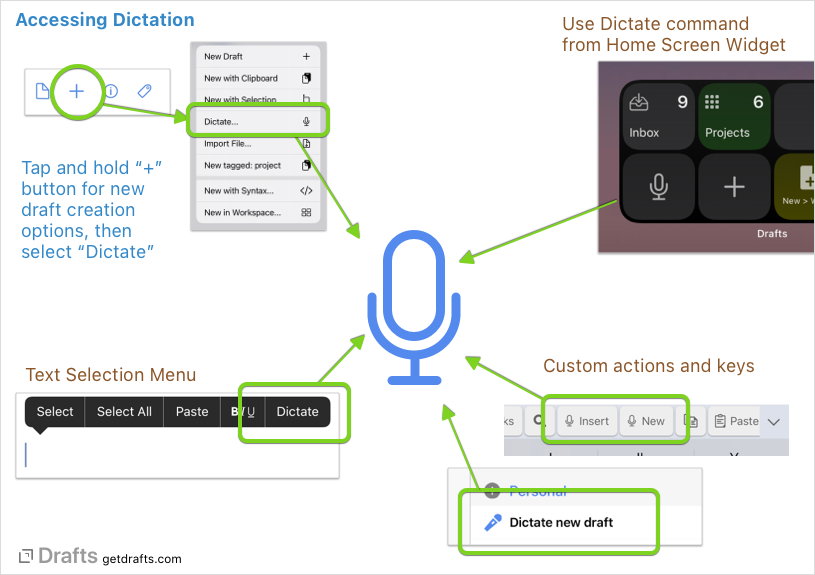 Accessing Dictation
Use Dictate command
from Home Screen Widget
New Draft
New with Clipboard
New with Selection
Dictate...
Import File...
New tagged: project
New with Syntax...
New in Workspace...
Tap and hold “+”
button for new
draft creation
options, then
select “Dictate”
9
6
Inbox
Projects
New > W
Drafts
Text Selection Menu
Select
Select All
Paste
BIU
Dictate
Custom actions and keys
ks
Insert
New
Paste
Personal
Dictate new draft
Drafts getdrafts.com